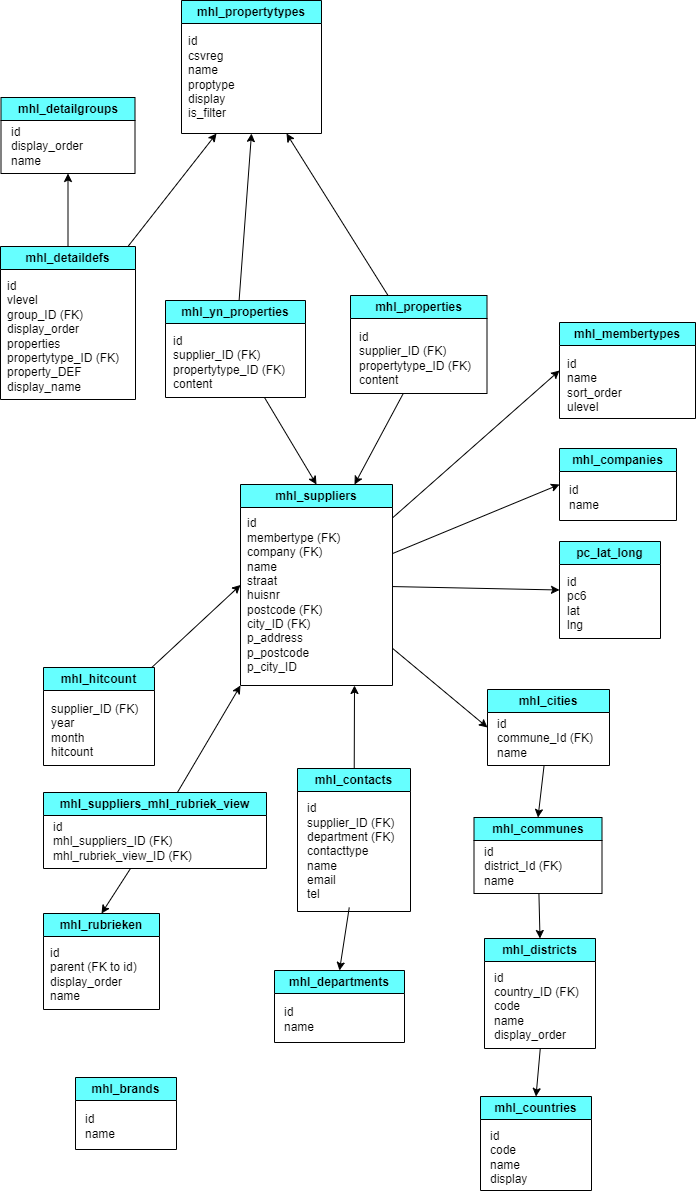 mhl_propertytypes
id
csvreg
name
proptype
display
is_filter
mhl_detailgroups
id
display_order
name
mhl_detaildefs
id
vlevel
group_ID (FK)
display_order
properties
propertytype_ID (FK)
property_DEF
display_name
mhl_yn_properties
id
supplier_ID (FK)
propertytype_ID (FK)
content
mhl_properties
id
supplier_ID (FK)
propertytype_ID (FK)
content
mhl_membertypes
id
name
sort_order
ulevel
mhl_companies
id
name
mhl_suppliers
id
membertype (FK)
company (FK)
name
straat
huisnr
postcode (FK)
city_ID (FK)
p_address
p_postcode
p_city_ID
pc_lat_long
id
pc6
lat
lng
mhl_hitcount
supplier_ID (FK)
year
month
hitcount
mhl_cities
id
commune_Id (FK)
name
mhl_suppliers_mhl_rubriek_view
id
mhl_suppliers_ID (FK)
mhl_rubriek_view_ID (FK)
mhl_contacts
id
supplier_ID (FK)
department (FK)
contacttype
name
email
tel
mhl_communes
id
district_Id (FK)
name
mhl_rubrieken
id
parent (FK to id)
display_order
name
mhl_departments
id
name
mhl_districts
id
country_ID (FK)
code
name
display_order
mhl_brands
id
name
mhl_countries
id
code
name
display